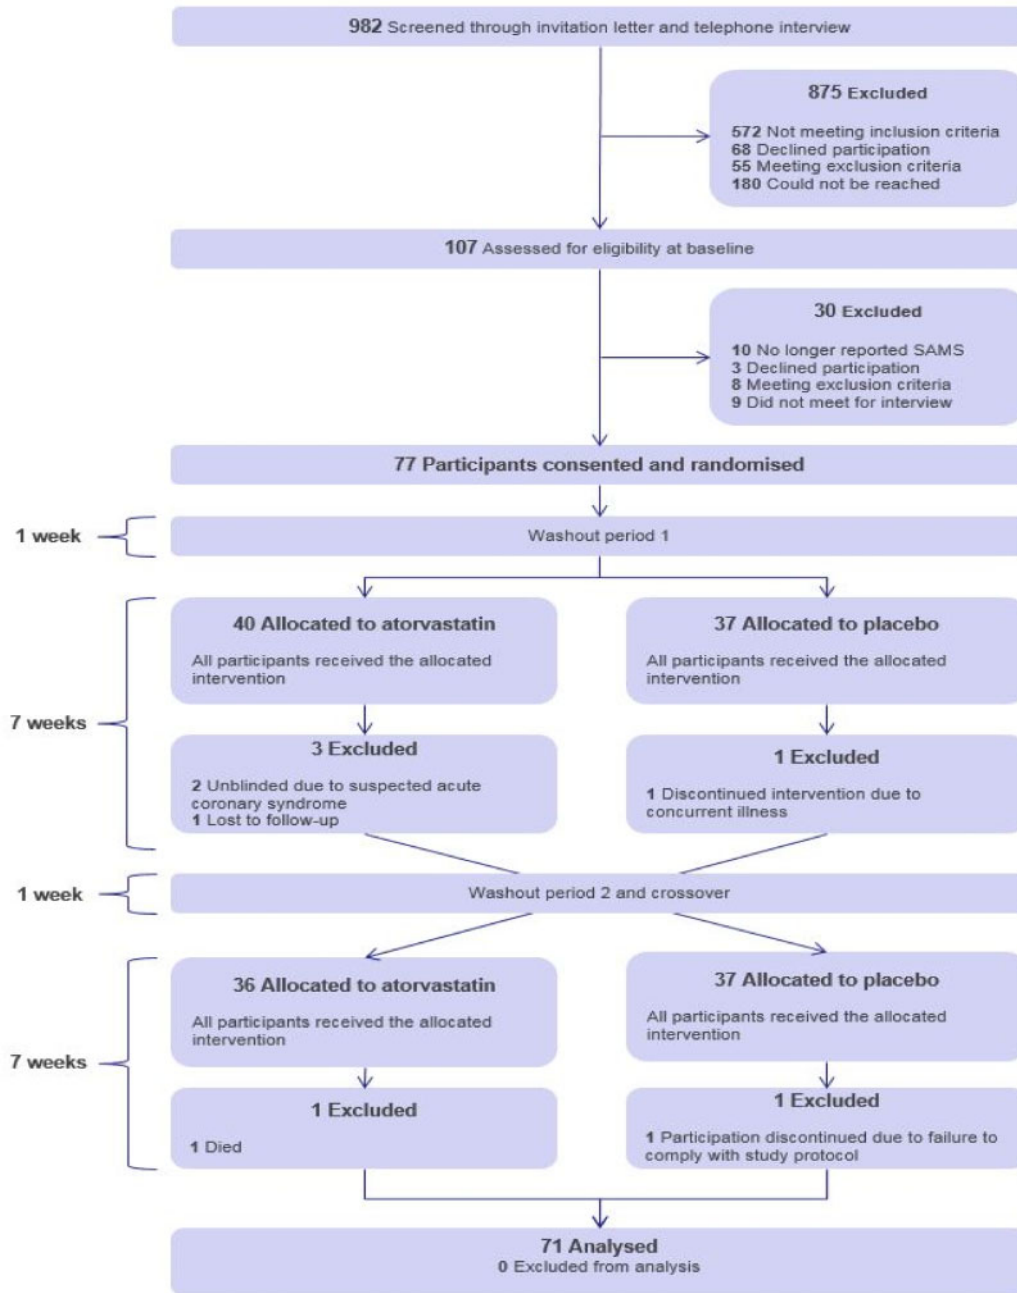 982 Screened through invitation letter and telephone interview
875 Excluded
572 Not meeting inclusion criteria
68 Declined participation
55 Meeting exclusion criteria
180 Could not be reached
107 Assessed for eligibility at baseline
30 Excluded
10 No longer reported SAMS
3 Declined participation
8 Meeting exclusion criteria
9 Did not meet for interview
77 Participants consented and randomised
1 week
Washout period 1
7 weeks
40 Allocated to atorvastatin
All participants received the allocated
intervention
37 Allocated to placebo
All participants received the allocated
intervention
3 Excluded
2 Unblinded due to suspected acute
coronary syndrome
1 Lost to follow-up
1 Excluded
1 Discontinued intervention due to
concurrent illness
1 week
Washout period 2 and crossover
7 weeks
36 Allocated to atorvastatin
All participants received the allocated
intervention
37 Allocated to placebo
All participants received the allocated
intervention
1 Excluded
1 Died
1 Excluded
1 Participation discontinued due to failure to
comply with study protocol
71 Analysed
0 Excluded from analysis